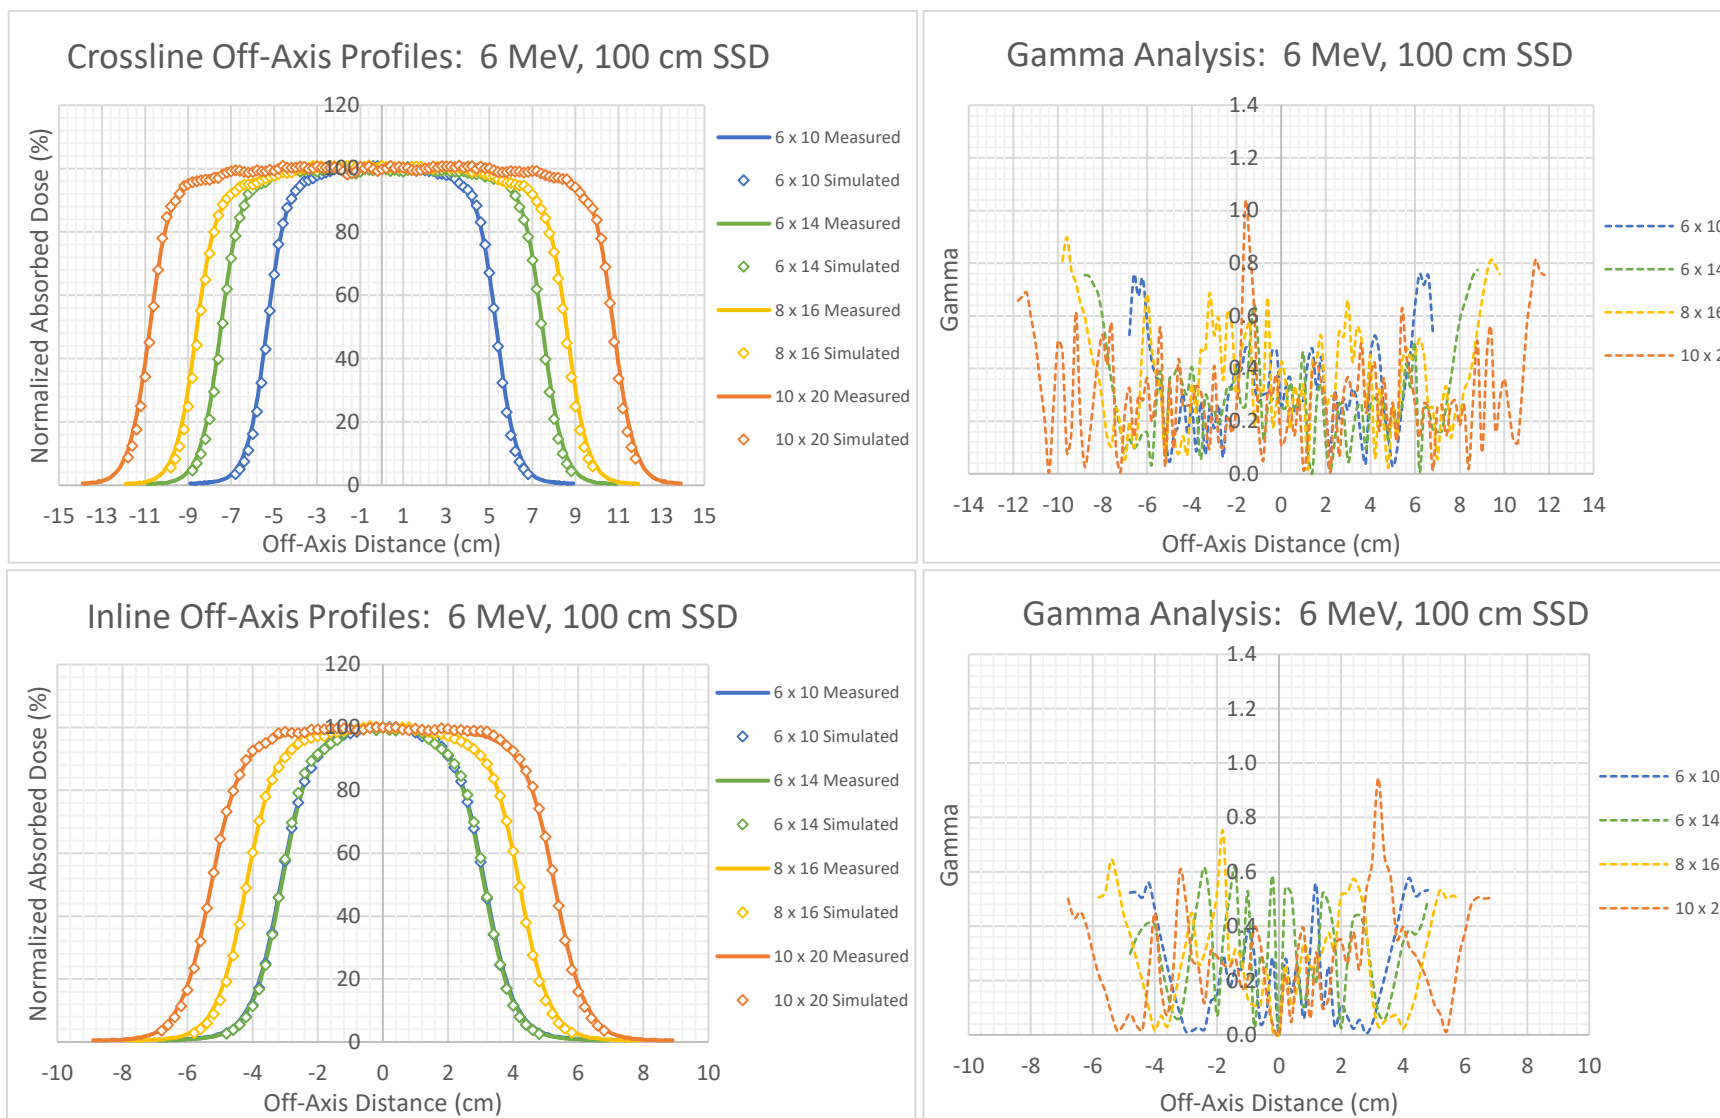 Crossline Off-Axis Profiles:  6 MeV, 100 cm SSD
Normalized Absorbed Dose (%)
120
100
80
60
40
20
0
-15 -13 -11 -9 -7 -5 -3 -1 1 3 5 7 9 11 13 15
Off-Axis Distance (cm)
6 x 10 Measured
6 x 10 Simulated
6 x 14 Measured
6 x 14 Simulated
8 x 16 Measured
8 x 16 Simulated
10 x 20 Measured
10 x 20 Simulated
Gamma Analysis:  6 MeV, 100 cm SSD
Gamma
1.4
1.2
1.0
0.8
0.6
0.4
0.2
0.0
-14 -12 -10 -8 -6 -4 -2 0 2 4 6 8 10 12 14
Off-Axis Distance (cm)
6 x 10
6 x 14
8 x 16
10 x 2
Inline Off-Axis Profiles:  6 MeV, 100 cm SSD
Normalized Absorbed Dose (%)
120
100
80
60
40
20
0
-10 -8 -6 -4 -2 0 2 4 6 8 10
Off-Axis Distance (cm)
6 x 10 Measured
6 x 10 Simulated
6 x 14 Measured
6 x 14 Simulated
8 x 16 Measured
8 x 16 Simulated
10 x 20 Measured
10 x 20 Simulated
Gamma Analysis:  6 MeV, 100 cm SSD
Gamma
1.4
1.2
1.0
0.8
0.6
0.4
0.2
0.0
-10 -8 -6 -4 -2 0 2 4 6 8 10
Off-Axis Distance (cm)
6 x 10
6 x 14
8 x 16
10 x 2